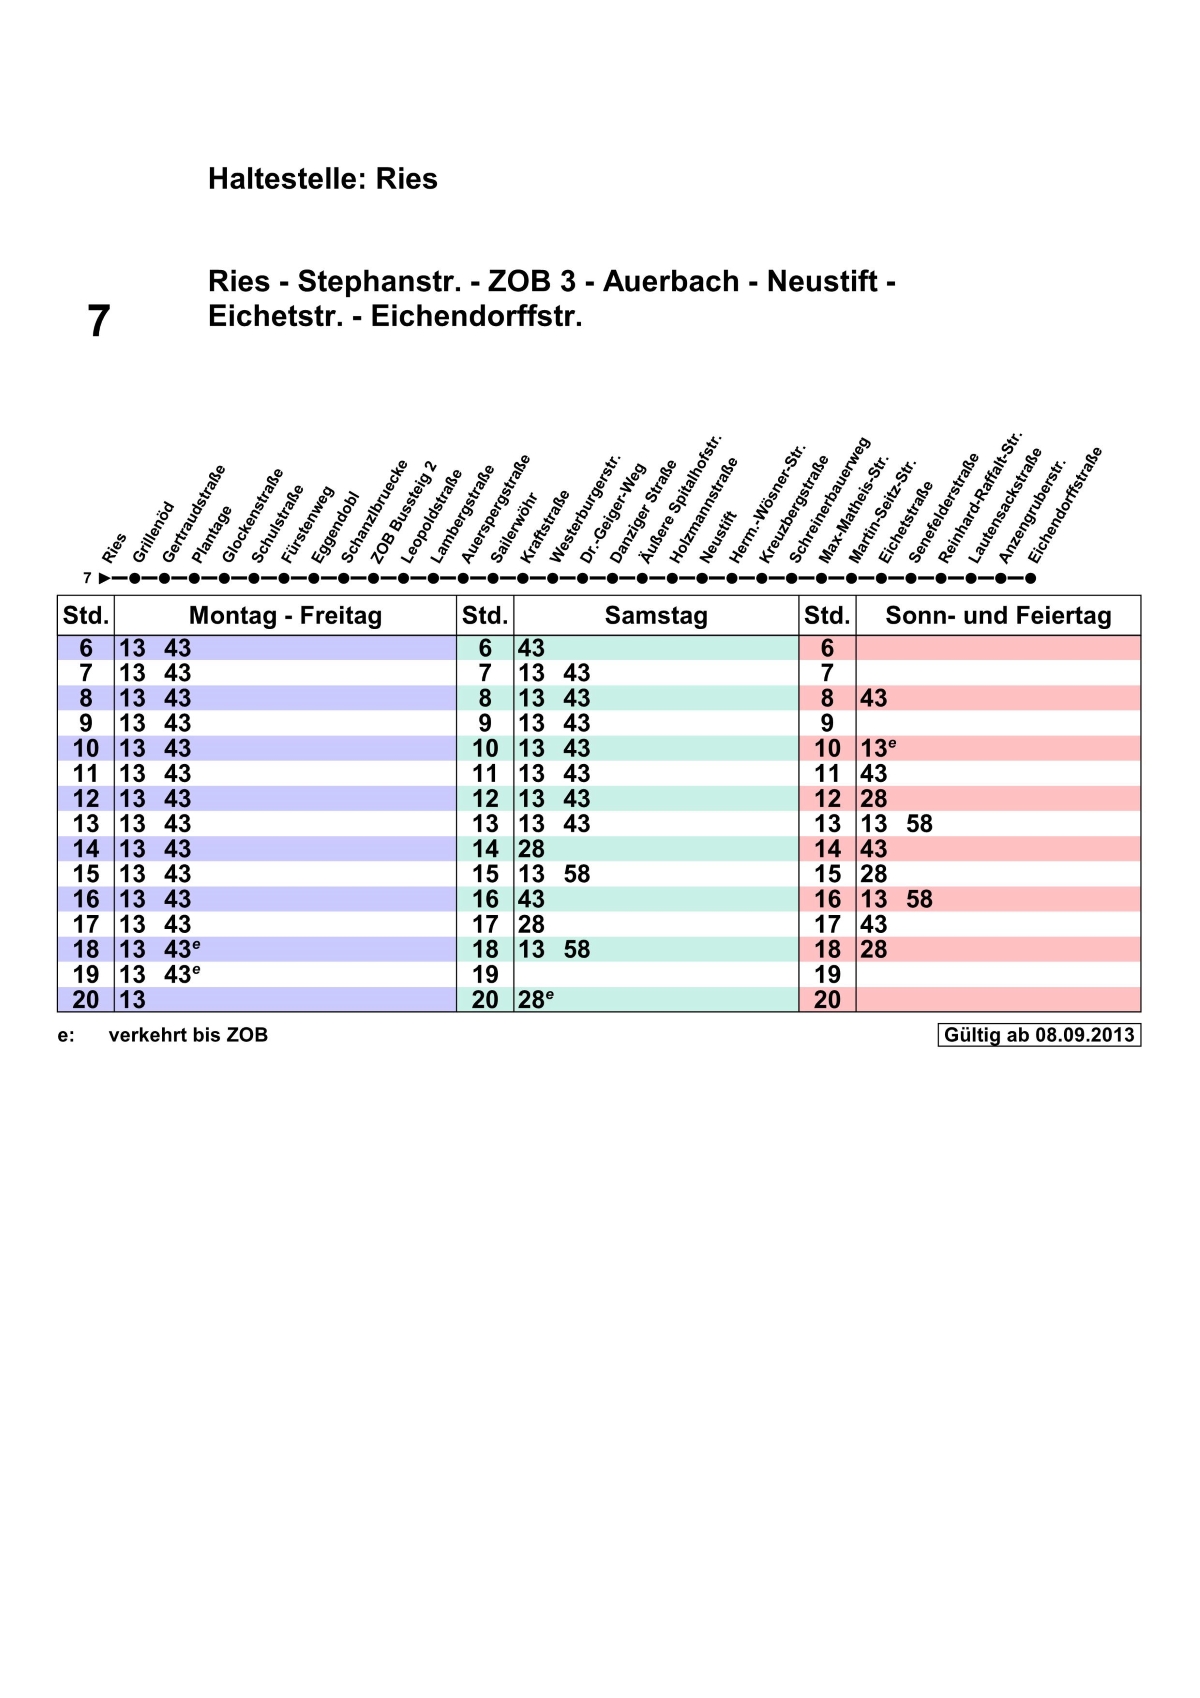 Haltestelle: Ries
Ries - Stephanstr. - ZOB 3 - Auerbach - Neustift -
7 Eichetstr. - Eichendorffstr.
Ries
Grillenöd
Gertraudstraße
Plantage
Glockenstraße
Schulstraße
Fürstenweg
Eggendobl
Schanzlbruecke
ZOB Bussteig 2
Leopoldstraße
Lambergstraße
Auerspergstraße
Sailerwöhr
Kraftstraße
Westerburgerstr.
Dr.-Geiger-Weg
Danziger Straße
Äußere Spitalhofstr.
Holzmannstraße
Neustift
Herm.-Wösner-Str.
Kreuzbergstraße
Schreinerbauerweg
Max-Matheis-Str.
Martin-Seitz-Str.
Eichetstraße
Senefelderstraße
Reinhard-Raffalt-Str.
Lautensackstraße
Anzengruberstr.
Eichendorffstraße
7
Std. Montag - Freitag Std. Samstag Std. Sonn- und Feiertag
6 13 43 6 43 6
7 13 43 7 13 43 7
8 13 43 8 13 43 8 43
9 13 43 9 13 43 9
10 13 43 10 13 43 10 13e
11 13 43 11 13 43 11 43
12 13 43 12 13 43 12 28
13 13 43 13 13 43 13 13 58
14 13 43 14 28 14 43
15 13 43 15 13 58 15 28
16 13 43 16 43 16 13 58
17 13 43 17 28 17 43
18 13 43e 18 13 58 18 28
19 13 43e 19 19
20 13 20 28e 20
e: verkehrt bis ZOB Gültig ab 08.09.2013